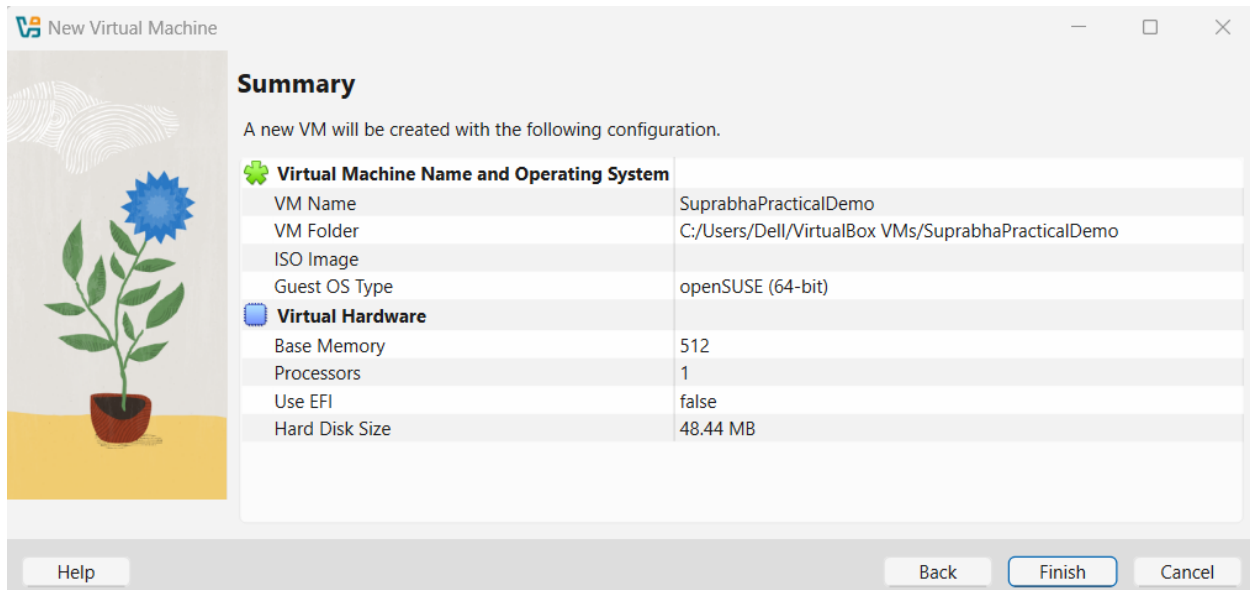 New Virtual Machine
Summary
A new VM will be created with the following configuration.
Virtual Machine Name and Operating System
VM Name SuprabhaPracticalDemo
VM Folder C:/Users/Dell/VirtualBox VMs/SuprabhaPracticalDemo
ISO Image
Guest OS Type openSUSE (64-bit)
Virtual Hardware
Base Memory 512
Processors 1
Use EFI false
Hard Disk Size 48.44 MB
Help Back Finish Cancel